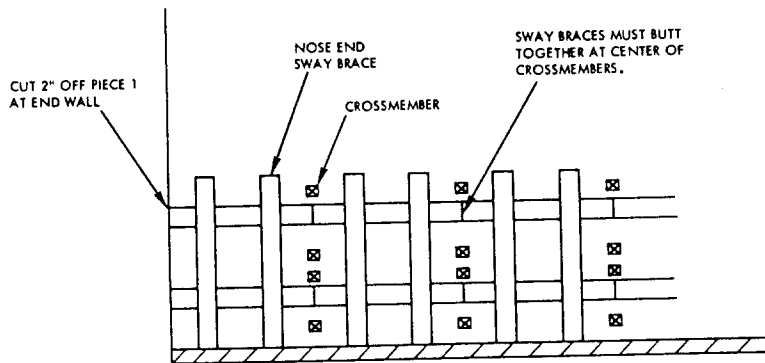 SWAY BRACES MUST BUTT
TOGETHER AT CENTER OF
CROSSMEMBERS.
NOSE END
SWAY BRACE
CUT 2" OFF PIECE 1
AT END WALL
CROSSMEMBER